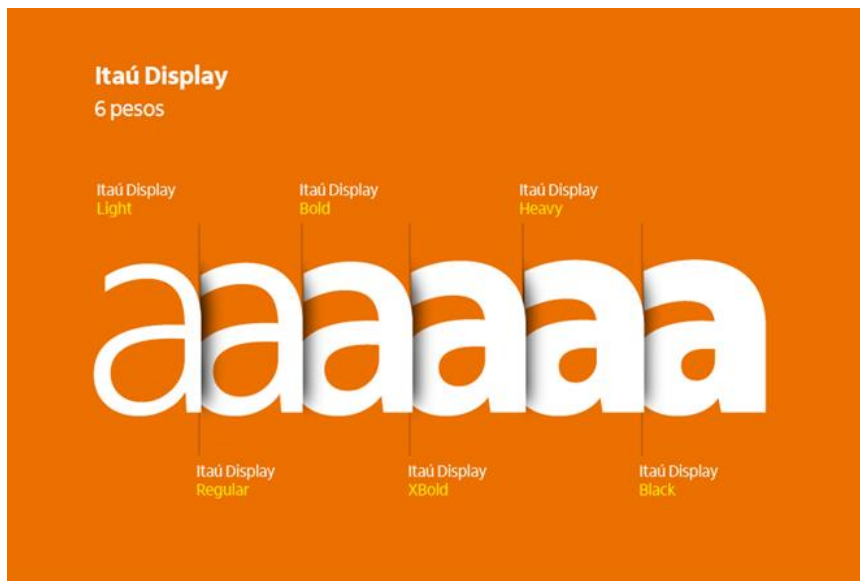 Itaú Display
6 pesos
Itaú Display
Light
Itaú Display
Bold
Itaú Display
Heavy
aaaaaa
Itaú Display
Regular
Itaú Display
XBold
Itaú Display
Black